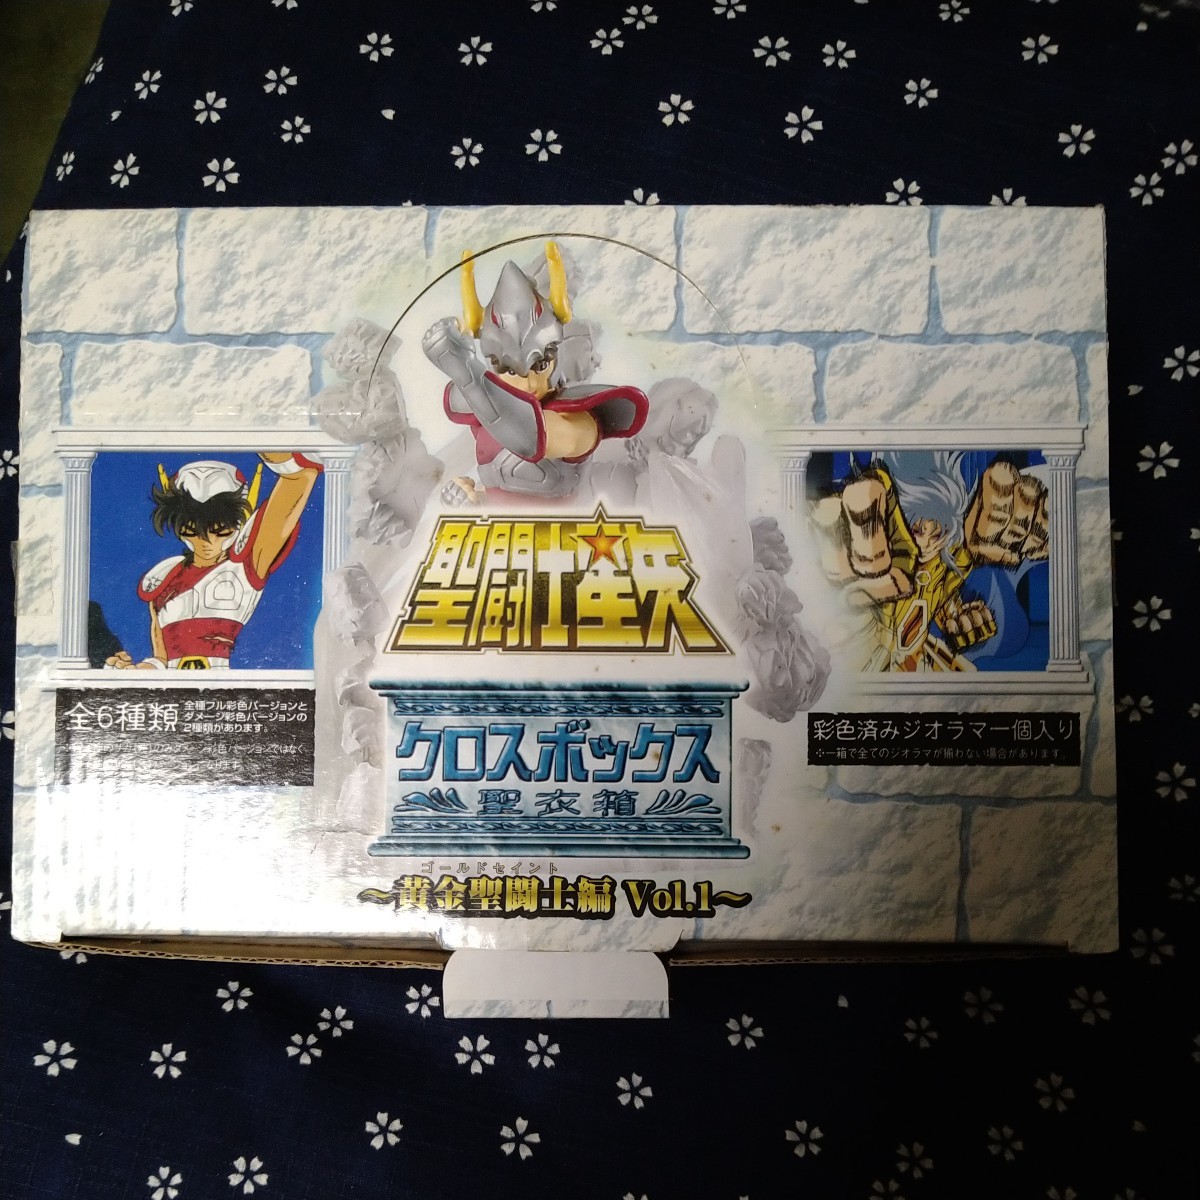 聖闘士星矢
全6種類
全種フル彩色バージョンと
ダメージ彩色バージョンの
2種類があります。
彩色済みジオラマ一個入り
※一箱で全てのジオラマが揃わない場合があります。
クロスボックス
聖衣箱
ゴールドセイント
～黄金聖闘士編 Vol.1～